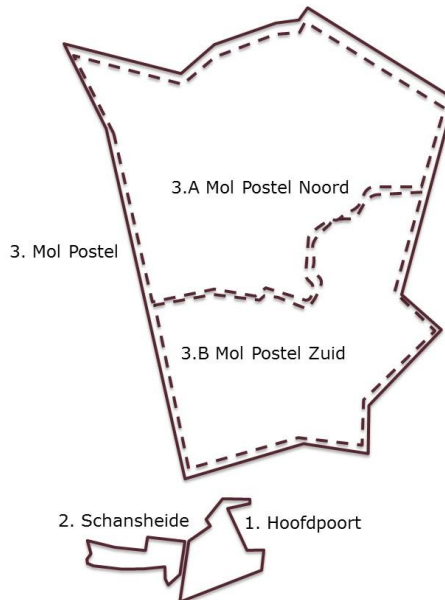 3.A Mol Postel Noord
3. Mol Postel
3.B Mol Postel Zuid
2. Schansheide
1. Hoofdpoort